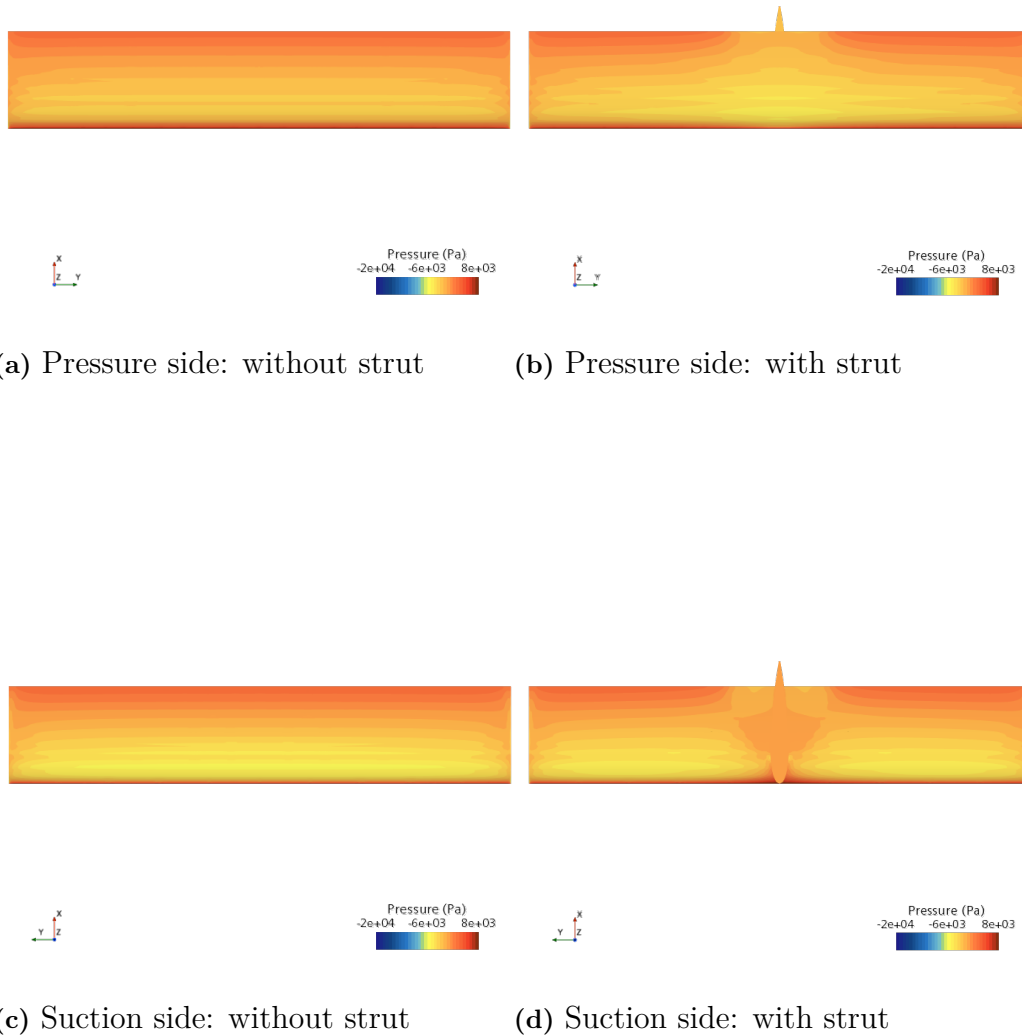 X
Z Y
Pressure (Pa)
-2e+04 -6e+03 8e+03
X
Z Y
Pressure (Pa)
-2e+04 -6e+03 8e+03
(a) Pressure side: without strut
(b) Pressure side: with strut
X
Y Z
Pressure (Pa)
-2e+04 -6e+03 8e+03
X
Y Z
Pressure (Pa)
-2e+04 -6e+03 8e+03
(c) Suction side: without strut
(d) Suction side: with strut